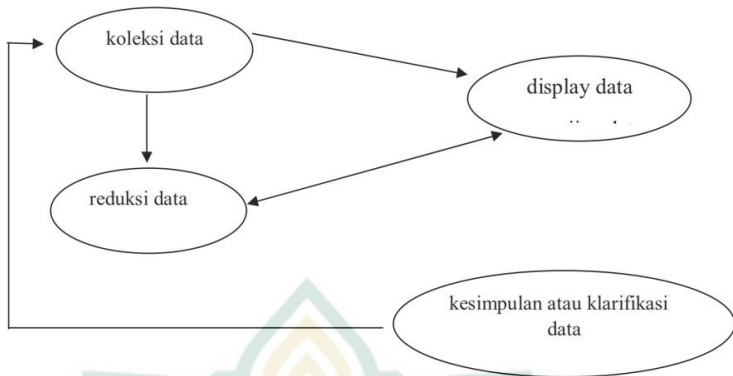 koleksi data
display data
reduksi data
kesimpulan atau klarifikasi
data